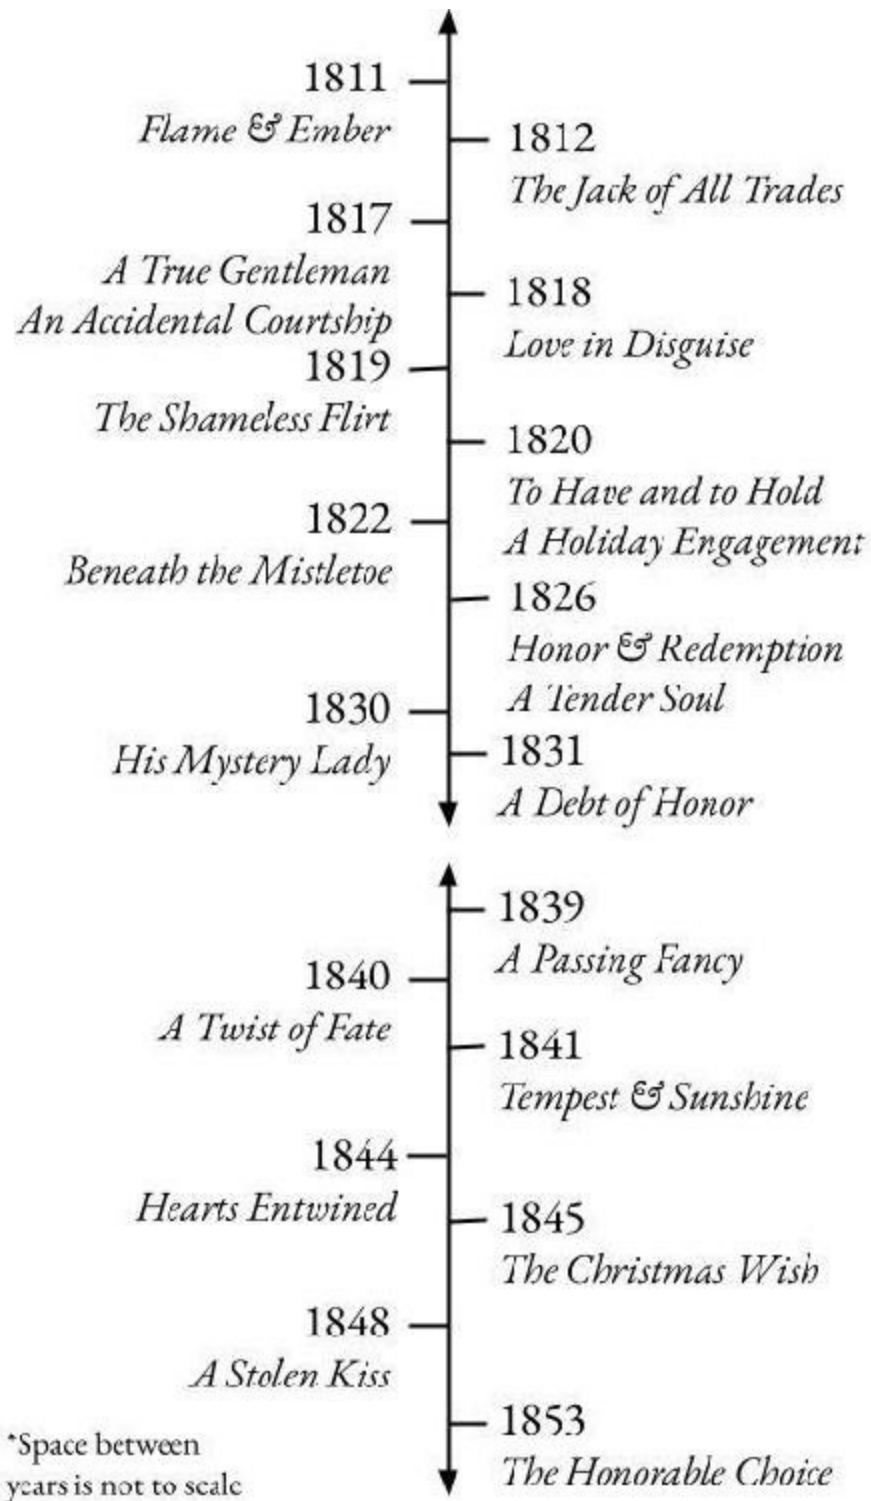 1811
Flame & Ember
1812
The Jack of All Trades
1817
A True Gentleman
An Accidental Courtship
1818
Love in Disguise
1819
The Shameless Flirt
1820
To Have and to Hold
A Holiday Engagement
1822
Beneath the Mistletoe
1826
Honor & Redemption
A Tender Soul
1830
His Mystery Lady
1831
A Debt of Honor
1839
A Passing Fancy
1840
A Twist of Fate
1841
Tempest & Sunshine
1844
Hearts Entwined
1845
The Christmas Wish
1848
A Stolen Kiss
1853
The Honorable Choice
*Space between
years is not to scale